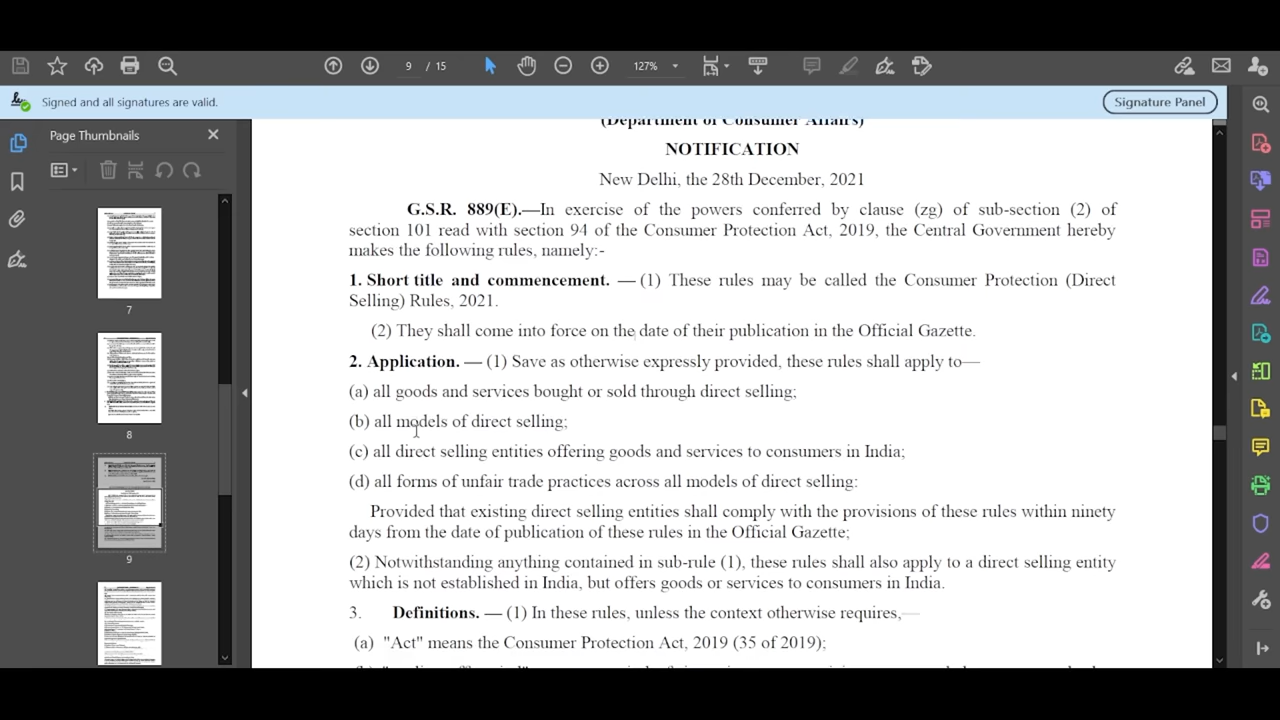 9 / 15
127%
Signed and all signatures are valid.
Signature Panel
Page Thumbnails
7
8
9
(Department of Consumer Affairs)
NOTIFICATION
New Delhi, the 28th December, 2021
G.S.R. 889(E).—In exercise of the powers conferred by clause (zg) of sub-section (2) of
section 101 read with section 94 of the Consumer Protection Act, 2019, the Central Government hereby
makes the following rules, namely:-
1. Short title and commencement. — (1) These rules may be called the Consumer Protection (Direct
Selling) Rules, 2021.
(2) They shall come into force on the date of their publication in the Official Gazette.
2. Application. — (1) Save as otherwise expressly provided, these rules shall apply to—
(a) all goods and services bought or sold through direct selling;
(b) all models of direct selling;
(c) all direct selling entities offering goods and services to consumers in India;
(d) all forms of unfair trade practices across all models of direct selling:
Provided that existing direct selling entities shall comply with the provision of these rules within ninety
days from the date of publication of these rules in the Official Gazette;
(2) Notwithstanding anything contained in sub-rule (1), these rules shall also apply to a direct selling entity
which is not established in India but offers goods or services to consumers in India.
3. Definitions. — (1) In these rules, unless the context otherwise requires,—
(a) "Act" means the Consumer Protection Act, 2019 (35 of 2019);